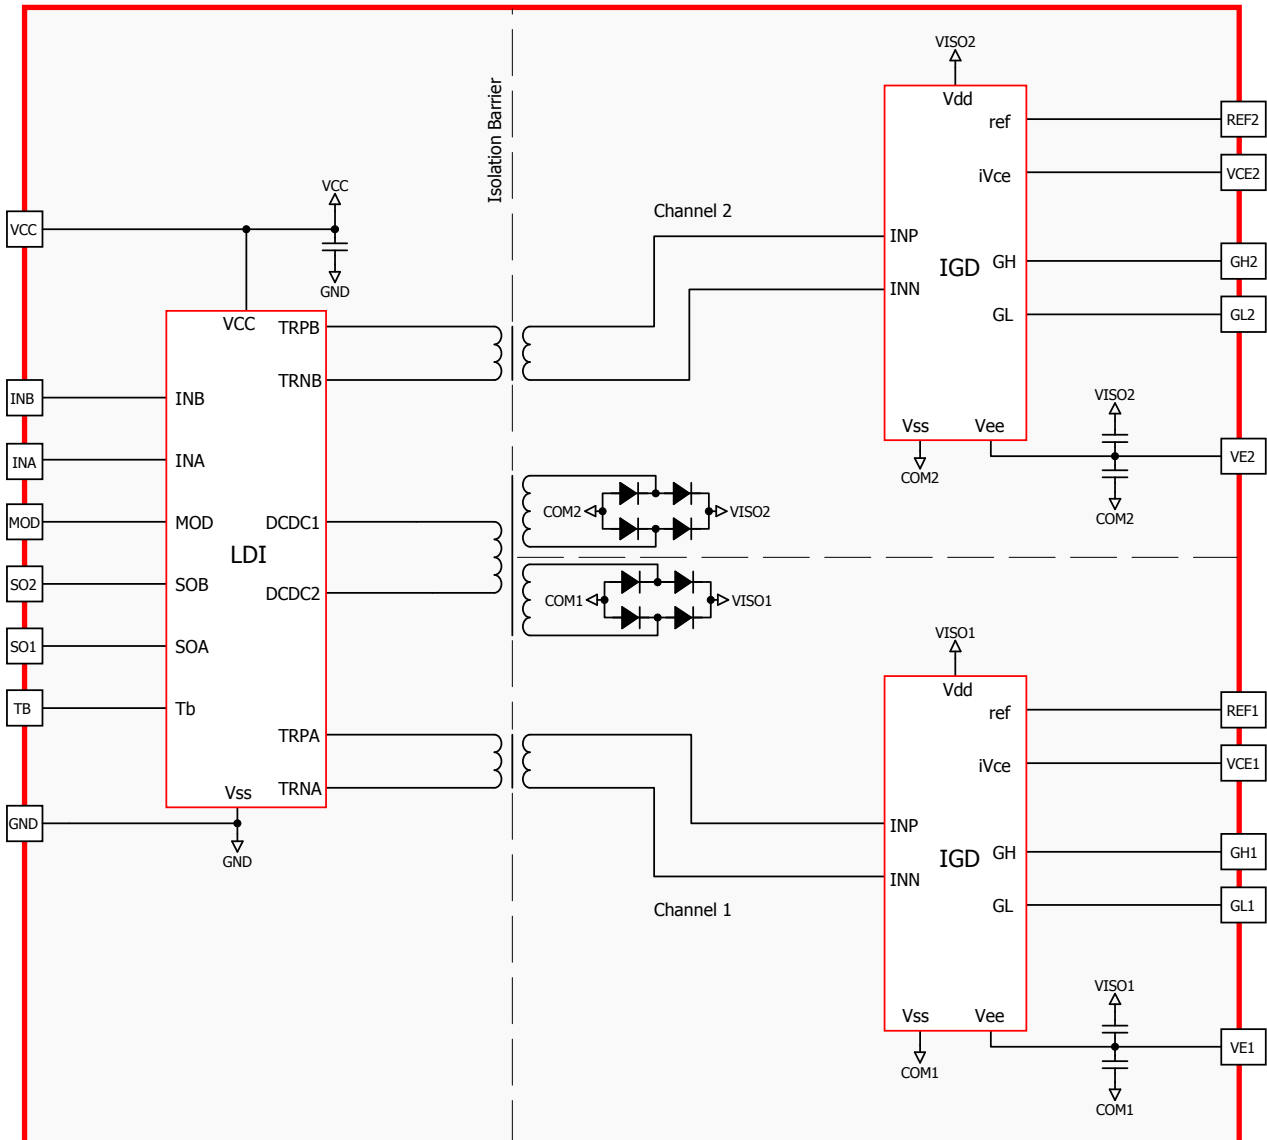 VISO2
Vdd
ref
REF2
iVce
VCE2
Isolation Barrier
VCC
Channel 2
VCC
INP
IGD
GH
GH2
GND
INN
GL
GL2
VCC
TRPB
TRNB
INB
INB
VISO2
Vss
Vee
VE2
INA
INA
COM2
COM2
MOD
MOD
DCDC1
COM2
VISO2
LDI
SO2
SOB
DCDC2
COM1
VISO1
SO1
SOA
VISO1
Vdd
TB
Tb
ref
REF1
TRPA
iVce
VCE1
TRNA
Vss
GND
GND
INP
IGD
GH
GH1
INN
GL
GL1
Channel 1
VISO1
Vss
Vee
VE1
COM1
COM1